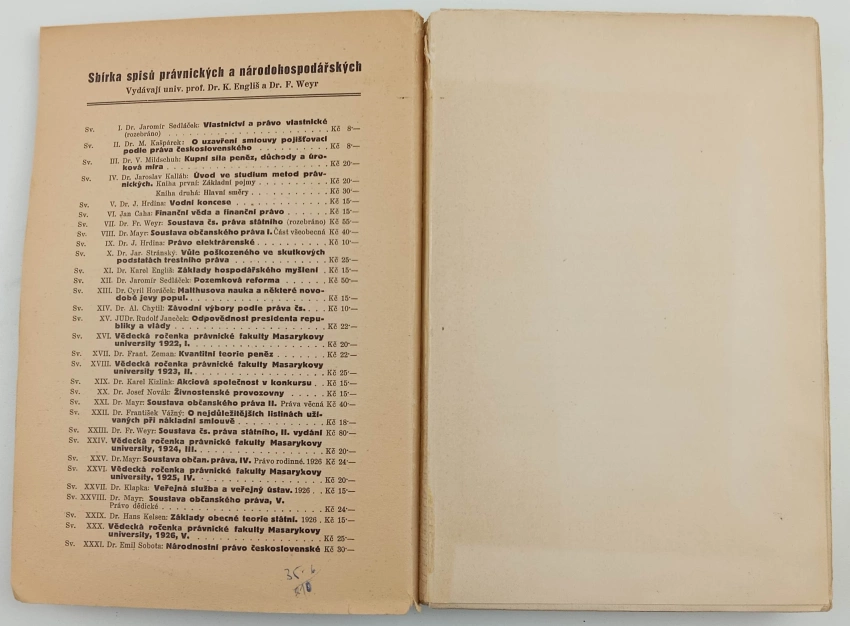 Sbírka spisů právnických a národohospodářských
Vydávají univ. prof. Dr. K. Engliš a Dr. F. Weyr
Sv. I. Dr. Jaromír Sedláček: Vlastnictví a právo vlastnické
(rozebráno) . . . . . Kč 8·—
Sv. II. Dr. M. Kašpárek: O uzavření smlouvy pojišťovací
podle práva československého . . . . . Kč 8·—
Sv. III. Dr. V. Mildschuh: Kupní síla peněz, důchody a úro-
ková míra . . . . . Kč 20·—
Sv. IV. Dr. Jaroslav Kalláb: Úvod ve studium metod práv-
nických. Kniha první: Základní pojmy . . . Kč 20·—
Kniha druhá: Hlavní směry . . . . . Kč 30·—
Sv. V. Dr. J. Hrdina: Vodní koncese . . . . . Kč 15·—
Sv. VI. Jan Caha: Finanční věda a finanční právo . . . . Kč 15·—
Sv. VII. Dr. Fr. Weyr: Soustava čs. práva státního (rozebráno) Kč 55·—
Sv. VIII. Dr. Mayr: Soustava občanského práva I. Část všeobecná Kč 40·—
Sv. IX. Dr. J. Hrdina: Právo elektrárenské . . . . . Kč 10·—
Sv. X. Dr. Jar. Stránský: Vůle poškozeného ve skutkových
podstatách trestního práva . . . . . Kč 25·—
Sv. XI. Dr. Karel Engliš: Základy hospodářského myšlení . Kč 15·—
Sv. XII. Dr. Jaromír Sedláček: Pozemková reforma . . . . Kč 50·—
Sv. XIII. Dr. Cyril Horáček: Malthusova nauka a některé novo-
dobé jevy popul. . . . . . Kč 15·—
Sv. XIV. Dr. Al. Chytil: Závodní výbory podle práva čs. . . Kč 10·—
Sv. XV. JUDr. Rudolf Janeček: Odpovědnost presidenta repu-
bliky a vlády . . . . . Kč 22·—
Sv. XVI. Vědecká ročenka právnické fakulty Masarykovy
university 1922, I. . . . . . Kč 20·—
Sv. XVII. Dr. Frant. Zeman: Kvantitní teorie peněz . . . . . Kč 22·—
Sv. XVIII. Vědecká ročenka právnické fakulty Masarykovy
university 1923, II. . . . . . Kč 25·—
Sv. XIX. Dr. Karel Kizlink: Akciová společnost v konkursu . . Kč 15·—
Sv. XX. Dr. Josef Novák: Živnostenské provozovny . . . . . Kč 15·—
Sv. XXI. Dr. Mayr: Soustava občanského práva II. Práva věcná Kč 40·—
Sv. XXII. Dr. František Vážný: O nejdůležitějších listinách uží-
vaných při nákladní smlouvě . . . . . Kč 18·—
Sv. XXIII. Dr. Fr. Weyr: Soustava čs. práva státního, II. vydání Kč 80·—
Sv. XXIV. Vědecká ročenka právnické fakulty Masarykovy
university, 1924, III. . . . . . Kč 20·—
Sv. XXV. Dr. Mayr: Soustava občan. práva, IV. Právo rodinné. 1926 Kč 24·—
Sv. XXVI. Vědecká ročenka právnické fakulty Masarykovy
university, 1925, IV. . . . . . Kč 20·—
Sv. XXVII. Dr. Klapka: Veřejná služba a veřejný ústav. 1926 . Kč 15·—
Sv. XXVIII. Dr. Mayr: Soustava občanského práva, V.
Právo dědické . . . . . Kč 24·—
Sv. XXIX. Dr. Hans Kelsen: Základy obecné teorie státní. 1926 . Kč 15·—
Sv. XXX. Vědecká ročenka právnické fakulty Masarykovy
university, 1926, V. . . . . . Kč 25·—
Sv. XXXI. Dr. Emil Sobota: Národnostní právo československé Kč 30·—